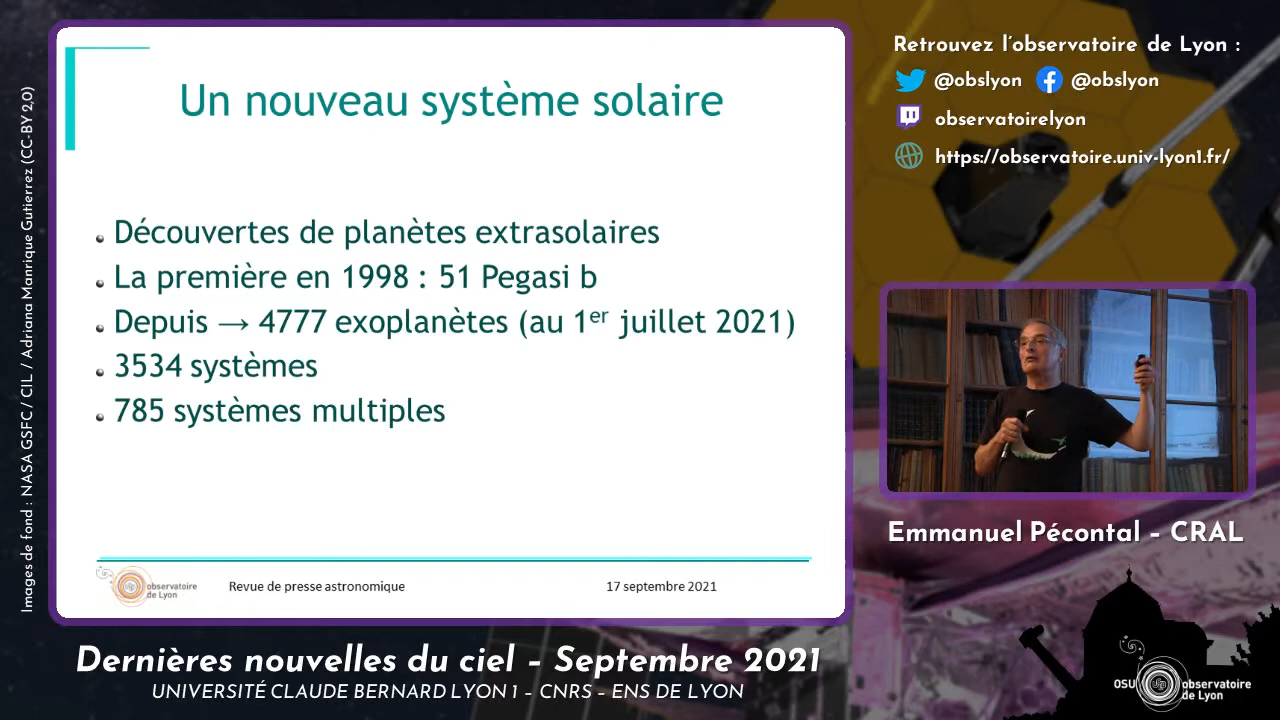 Images de fond : NASA GSFC / CIL / Adriana Manrique Gutierrez (CC-BY 2,0)
Un nouveau système solaire
Découvertes de planètes extrasolaires
La première en 1998 : 51 Pegasi b
Depuis → 4777 exoplanètes (au 1er juillet 2021)
3534 systèmes
785 systèmes multiples
observatoire
de Lyon
Revue de presse astronomique
17 septembre 2021
Retrouvez l'observatoire de Lyon :
@obslyon @obslyon
observatoirelyon
https://observatoire.univ-lyon1.fr/
Emmanuel Pécontal – CRAL
Dernières nouvelles du ciel – Septembre 2021
UNIVERSITÉ CLAUDE BERNARD LYON 1 – CNRS – ENS DE LYON
OSU observatoire
de Lyon